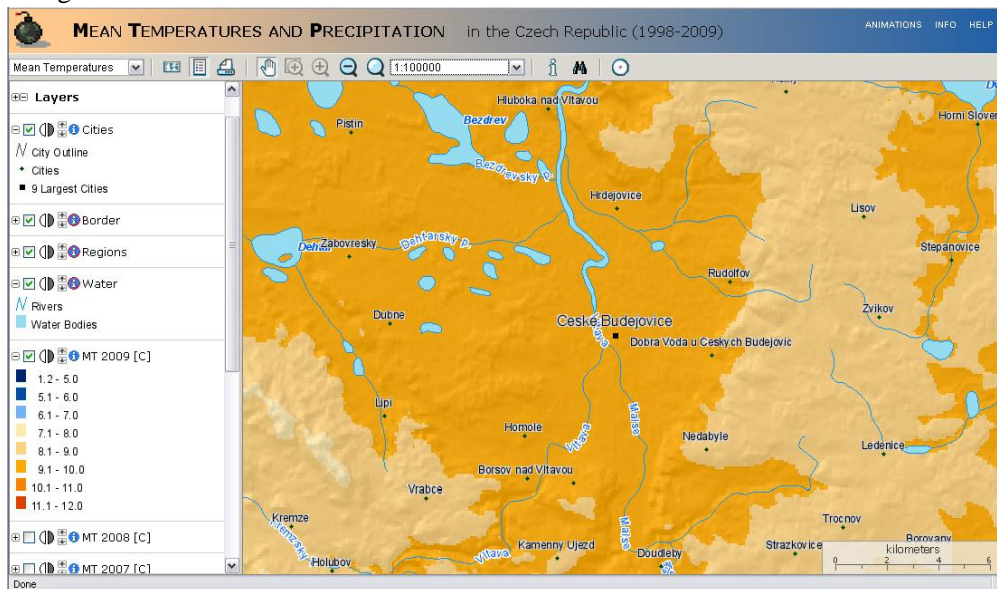 MEAN TEMPERATURES AND PRECIPITATION in the Czech Republic (1998-2009)
ANIMATIONS INFO HELP
Mean Temperatures
1:100000
Layers
Cities
City Outline
Cities
9 Largest Cities
Border
Regions
Water
Rivers
Water Bodies
MT 2009 [C]
1.2 - 5.0
5.1 - 6.0
6.1 - 7.0
7.1 - 8.0
8.1 - 9.0
9.1 - 10.0
10.1 - 11.0
11.1 - 12.0
MT 2008 [C]
MT 2007 [C]
Done
Hluboka nad Vltavou
Pistin
Bezdrev
Horni Slover
Bezdrevsky p.
Hrdejovice
Lisov
Dehtar
Zabovresky
Dehtarsky p.
Stepanovice
Rudolfov
Zvikov
Dubne
Ceske Budejovice
Vltava
Dobra Voda u Ceskych Budejovic
Lipi
Malse
Homole
Vltava
Nedabyle
Ledenice
Borsov nad Vltavou
Vrabce
Kremze
Kremzsky
Malse
Trocnov
Holubov
Vltava
Kamenny Ujezd
Doudleby
Strazkovice
Borovany
kilometers
0 2 4 6